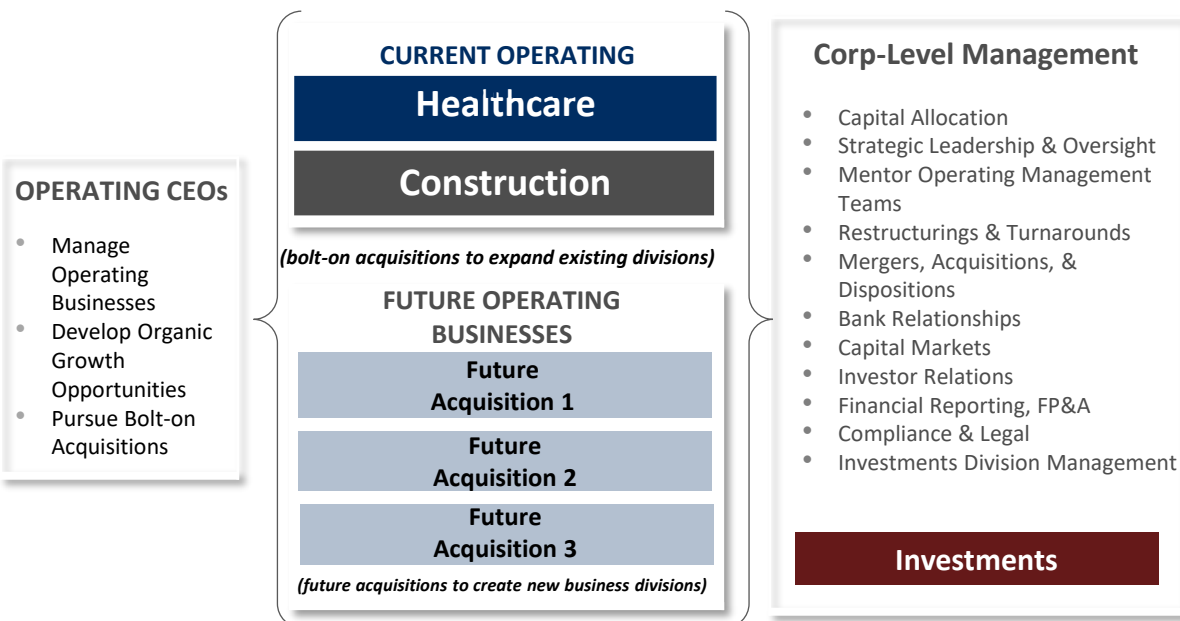 OPERATING CEOs
• Manage
Operating
Businesses
• Develop Organic
Growth
Opportunities
• Pursue Bolt-on
Acquisitions
CURRENT OPERATING
Healthcare
Construction
(bolt-on acquisitions to expand existing divisions)
FUTURE OPERATING
BUSINESSES
Future
Acquisition 1
Future
Acquisition 2
Future
Acquisition 3
(future acquisitions to create new business divisions)
Corp-Level Management
• Capital Allocation
• Strategic Leadership & Oversight
• Mentor Operating Management
Teams
• Restructurings & Turnarounds
• Mergers, Acquisitions, &
Dispositions
• Bank Relationships
• Capital Markets
• Investor Relations
• Financial Reporting, FP&A
• Compliance & Legal
• Investments Division Management
Investments